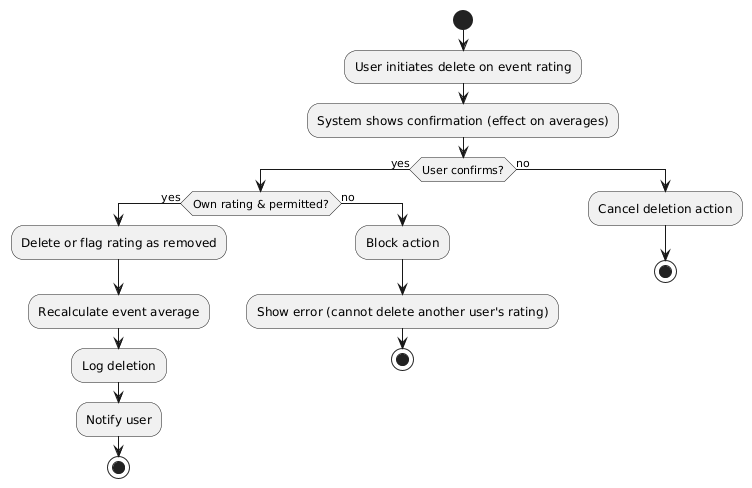 User initiates delete on event rating
System shows confirmation (effect on averages)
yes
User confirms?
no
yes
Own rating & permitted?
no
Cancel deletion action
Delete or flag rating as removed
Block action
Recalculate event average
Show error (cannot delete another user's rating)
Log deletion
Notify user